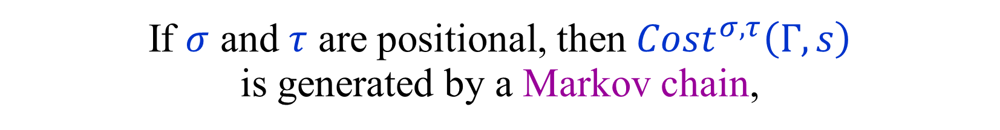 If σ and τ are positional, then Cost^{σ,τ}(Γ, s)
is generated by a Markov chain,